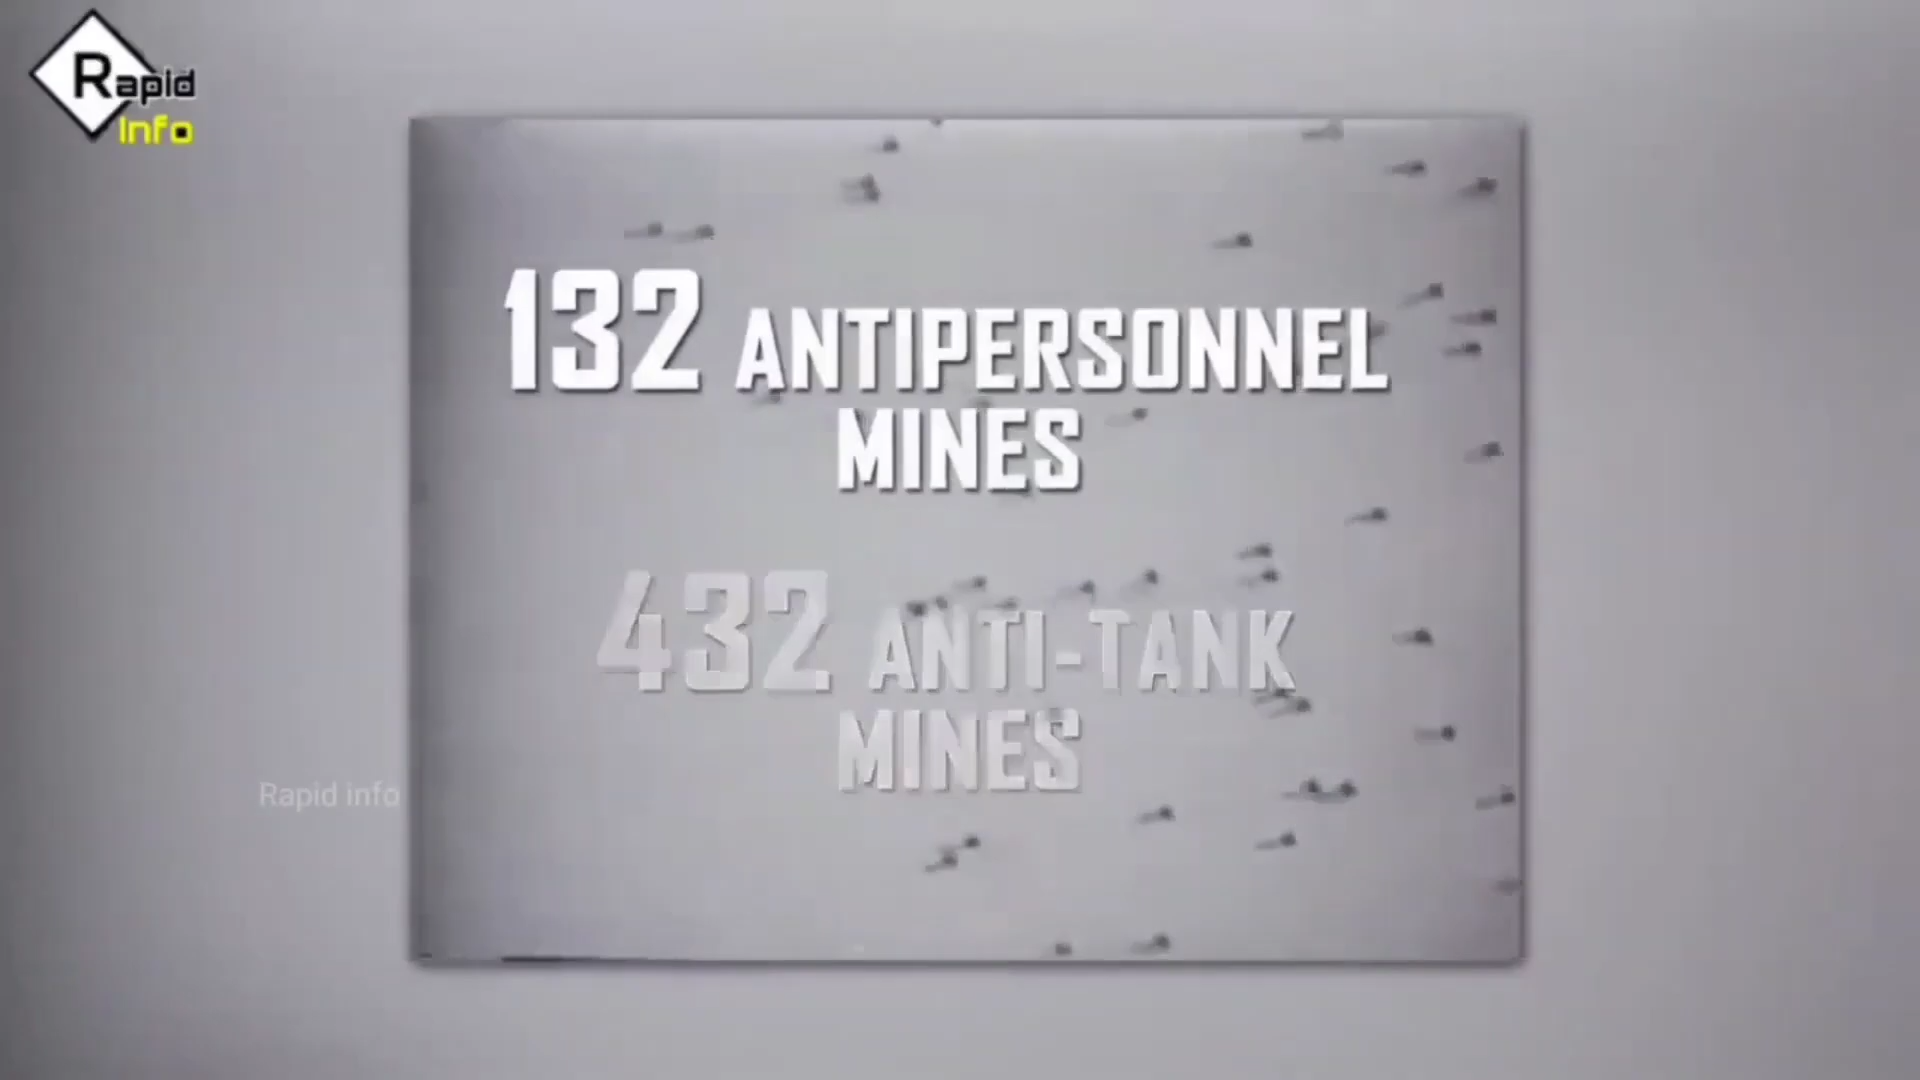 Rapid
Info
132 ANTIPERSONNEL
MINES
432 ANTI-TANK
MINES
Rapid info